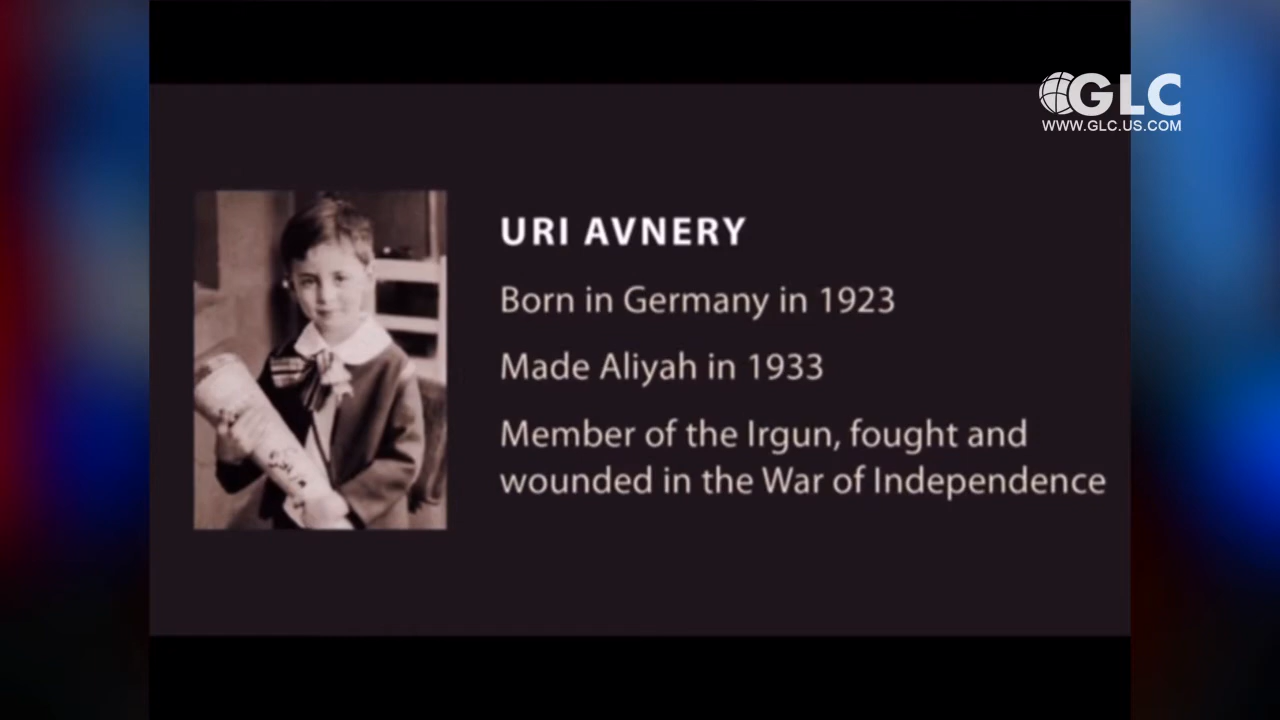 GLC
WWW.GLC.US.COM
URI AVNERY
Born in Germany in 1923
Made Aliyah in 1933
Member of the Irgun, fought and
wounded in the War of Independence